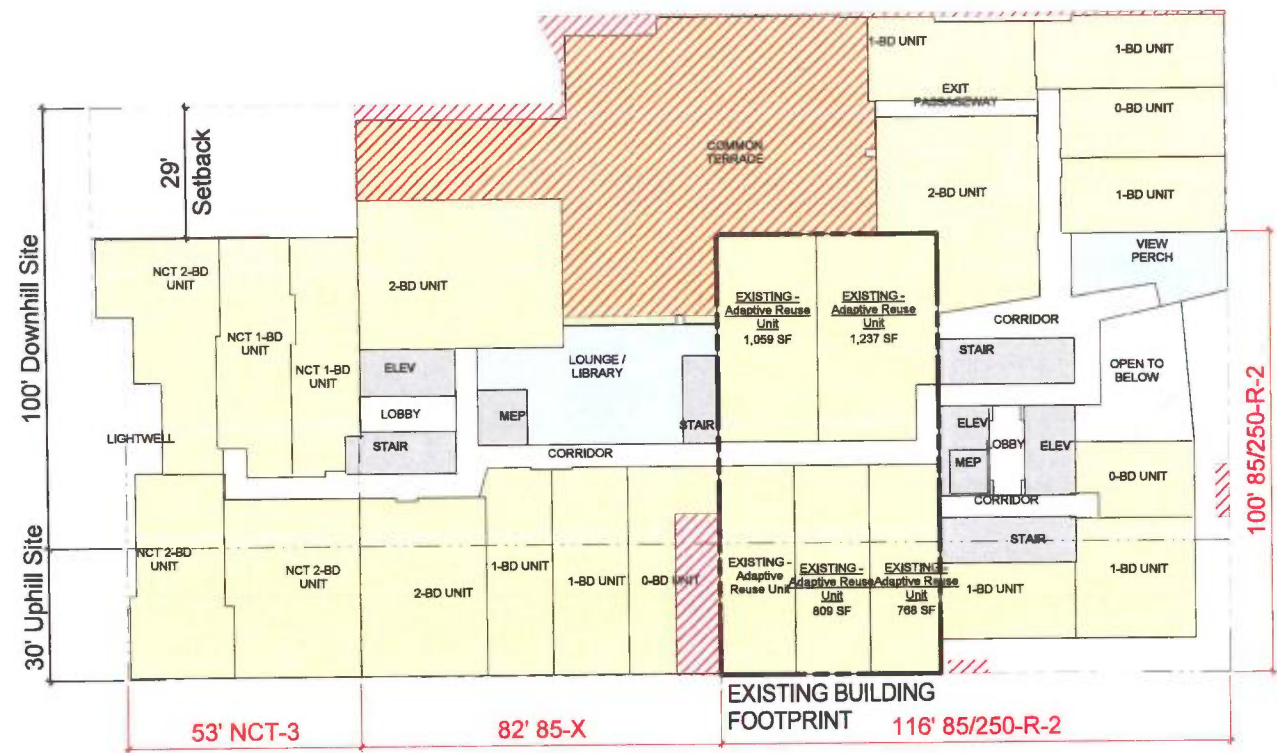 1-BD UNIT
1-BD UNIT
EXIT
PASSAGEWAY
0-BD UNIT
29'
Setback
COMMON
TERRACE
2-BD UNIT
1-BD UNIT
100' Downhill Site
NCT 2-BD
UNIT
2-BD UNIT
VIEW
PERCH
EXISTING -
Adaptive Reuse
Unit
1,059 SF
EXISTING -
Adaptive Reuse
Unit
1,237 SF
NCT 1-BD
UNIT
CORRIDOR
NCT 1-BD
UNIT
ELEV
LOUNGE /
LIBRARY
STAIR
OPEN TO
BELOW
LOBBY
MEP
STAIR
LIGHTWELL
STAIR
CORRIDOR
ELEV
LOBBY
ELEV
MEP
0-BD UNIT
CORRIDOR
100' 85/250-R-2
30' Uphill Site
NCT 2-BD
UNIT
NCT 2-BD
UNIT
2-BD UNIT
1-BD UNIT
1-BD UNIT
0-BD UNIT
EXISTING -
Adaptive
Reuse Unit
EXISTING -
Adaptive Reuse
Unit
809 SF
EXISTING -
Adaptive Reuse
Unit
768 SF
STAIR
1-BD UNIT
1-BD UNIT
EXISTING BUILDING
FOOTPRINT
53' NCT-3
82' 85-X
116' 85/250-R-2